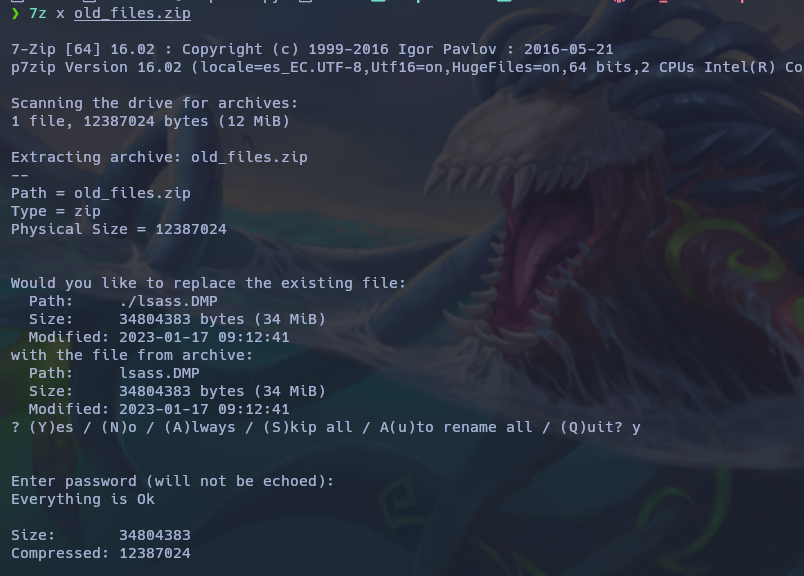 ❯ 7z x old_files.zip
7-Zip [64] 16.02 : Copyright (c) 1999-2016 Igor Pavlov : 2016-05-21
p7zip Version 16.02 (locale=es_EC.UTF-8,Utf16=on,HugeFiles=on,64 bits,2 CPUs Intel(R) Co
Scanning the drive for archives:
1 file, 12387024 bytes (12 MiB)
Extracting archive: old_files.zip
--
Path = old_files.zip
Type = zip
Physical Size = 12387024
Would you like to replace the existing file:
  Path:     ./lsass.DMP
  Size:     34804383 bytes (34 MiB)
  Modified: 2023-01-17 09:12:41
with the file from archive:
  Path:     lsass.DMP
  Size:     34804383 bytes (34 MiB)
  Modified: 2023-01-17 09:12:41
? (Y)es / (N)o / (A)lways / (S)kip all / A(u)to rename all / (Q)uit? y
Enter password (will not be echoed):
Everything is Ok
Size:       34804383
Compressed: 12387024